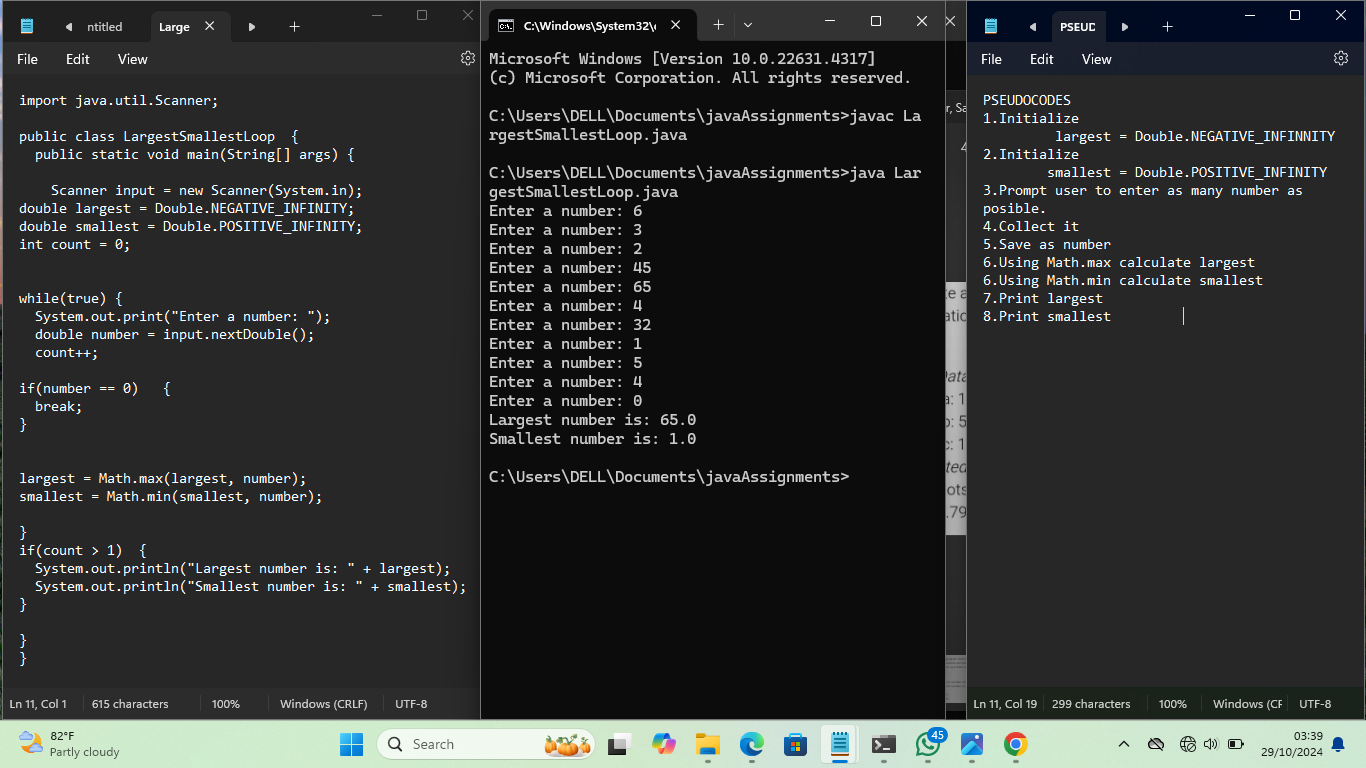 ntitled
Large
File Edit View
import java.util.Scanner;
public class LargestSmallestLoop {
public static void main(String[] args) {
Scanner input = new Scanner(System.in);
double largest = Double.NEGATIVE_INFINITY;
double smallest = Double.POSITIVE_INFINITY;
int count = 0;
while(true) {
System.out.print("Enter a number: ");
double number = input.nextDouble();
count++;
if(number == 0) {
break;
}
largest = Math.max(largest, number);
smallest = Math.min(smallest, number);
}
if(count > 1) {
System.out.println("Largest number is: " + largest);
System.out.println("Smallest number is: " + smallest);
}
}
}
Ln 11, Col 1 615 characters 100% Windows (CRLF) UTF-8
C:\Windows\System32\c
Microsoft Windows [Version 10.0.22631.4317]
(c) Microsoft Corporation. All rights reserved.
C:\Users\DELL\Documents\javaAssignments>javac La
rgestSmallestLoop.java
C:\Users\DELL\Documents\javaAssignments>java Lar
gestSmallestLoop.java
Enter a number: 6
Enter a number: 3
Enter a number: 2
Enter a number: 45
Enter a number: 65
Enter a number: 4
Enter a number: 32
Enter a number: 1
Enter a number: 5
Enter a number: 4
Enter a number: 0
Largest number is: 65.0
Smallest number is: 1.0
C:\Users\DELL\Documents\javaAssignments>
PSEUC
File Edit View
PSEUDOCODES
1.Initialize
largest = Double.NEGATIVE_INFINNITY
2.Initialize
smallest = Double.POSITIVE_INFINITY
3.Prompt user to enter as many number as
posible.
4.Collect it
5.Save as number
6.Using Math.max calculate largest
6.Using Math.min calculate smallest
7.Print largest
8.Print smallest
Ln 11, Col 19 299 characters 100% Windows (CF UTF-8
82°F
Partly cloudy
Search
45
03:39
29/10/2024